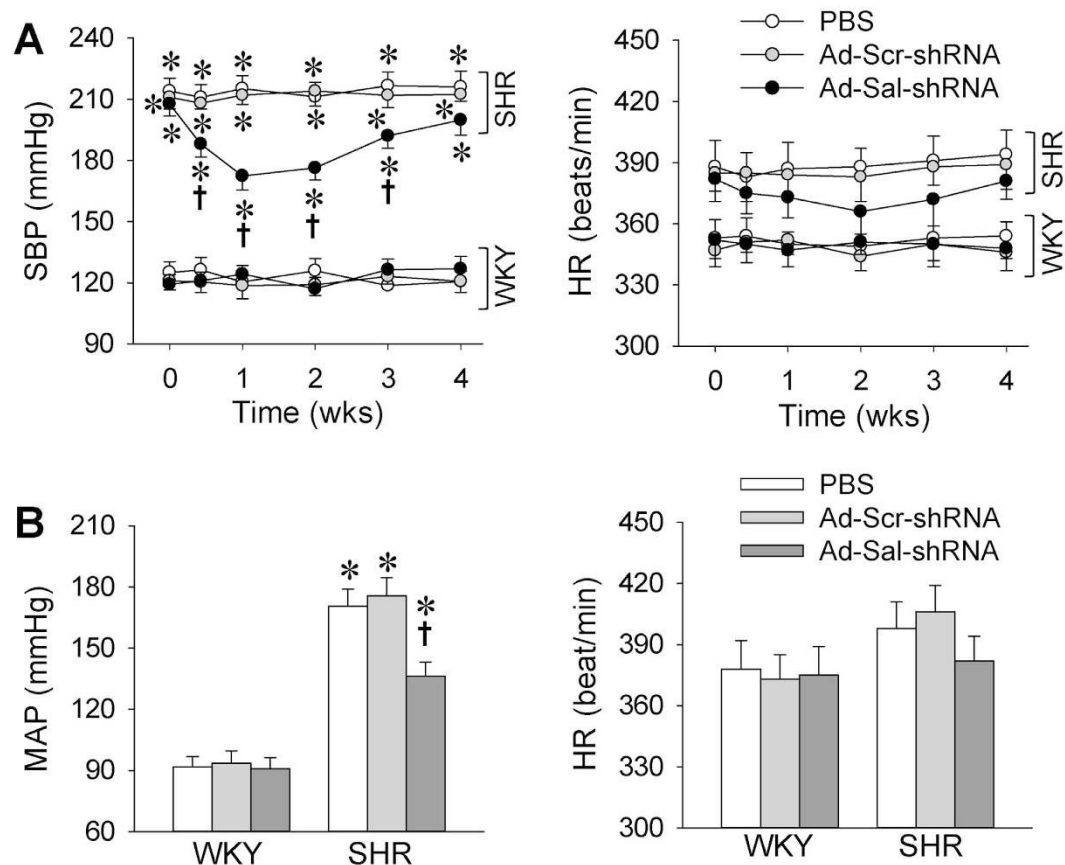 A
SBP (mmHg)
240
210
180
150
120
90
* * * * * *
* * * * * *
* * * *
* * * *
† † † †
SHR
WKY
0 1 2 3 4
Time (wks)
PBS
Ad-Scr-shRNA
Ad-Sal-shRNA
HR (beats/min)
450
420
390
360
330
300
SHR
WKY
0 1 2 3 4
Time (wks)
B
MAP (mmHg)
210
180
150
120
90
60
* * *
†
WKY SHR
PBS
Ad-Scr-shRNA
Ad-Sal-shRNA
HR (beat/min)
450
420
390
360
330
300
WKY SHR